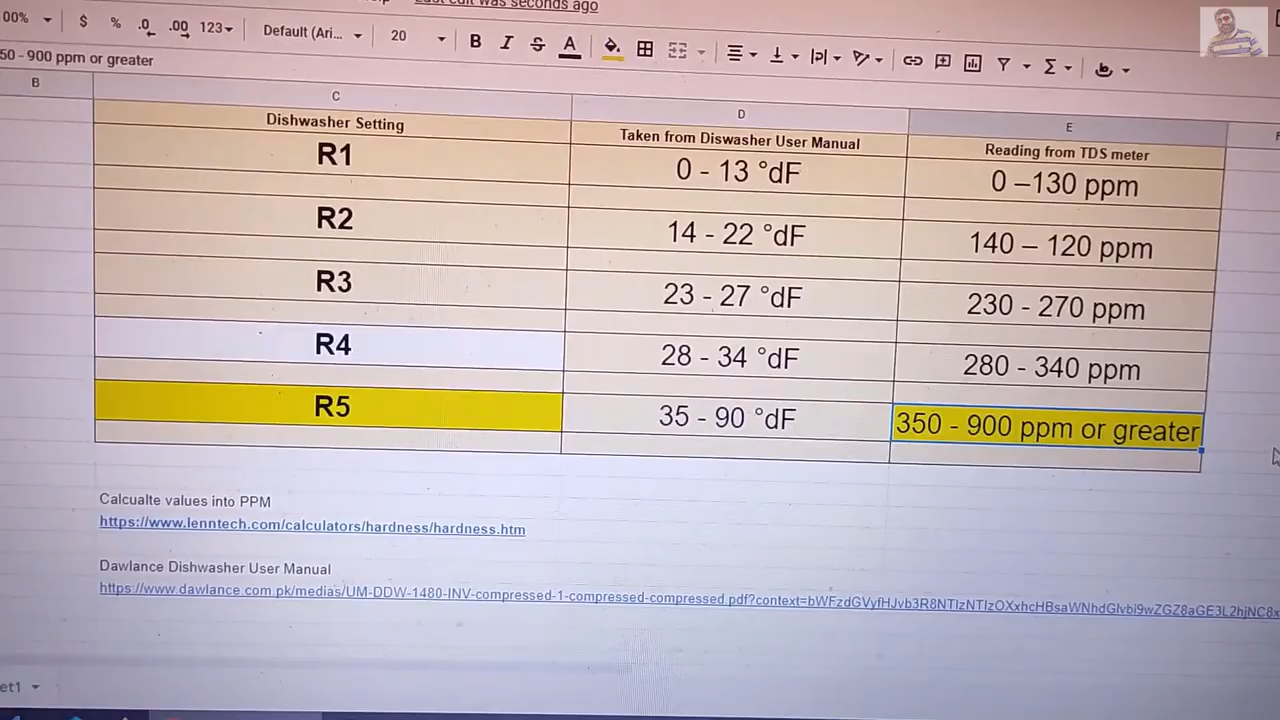 Last edit was seconds ago
00% $ % .0 .00 123 Default (Ari... 20 B I S A
50 - 900 ppm or greater
B C D E
Dishwasher Setting Taken from Diswasher User Manual Reading from TDS meter
R1 0 - 13 °dF 0 –130 ppm
R2 14 - 22 °dF 140 – 120 ppm
R3 23 - 27 °dF 230 - 270 ppm
R4 28 - 34 °dF 280 - 340 ppm
R5 35 - 90 °dF 350 - 900 ppm or greater
Calcualte values into PPM
https://www.lenntech.com/calculators/hardness/hardness.htm
Dawlance Dishwasher User Manual
https://www.dawlance.com.pk/medias/UM-DDW-1480-INV-compressed-1-compressed-compressed.pdf?context=
et1